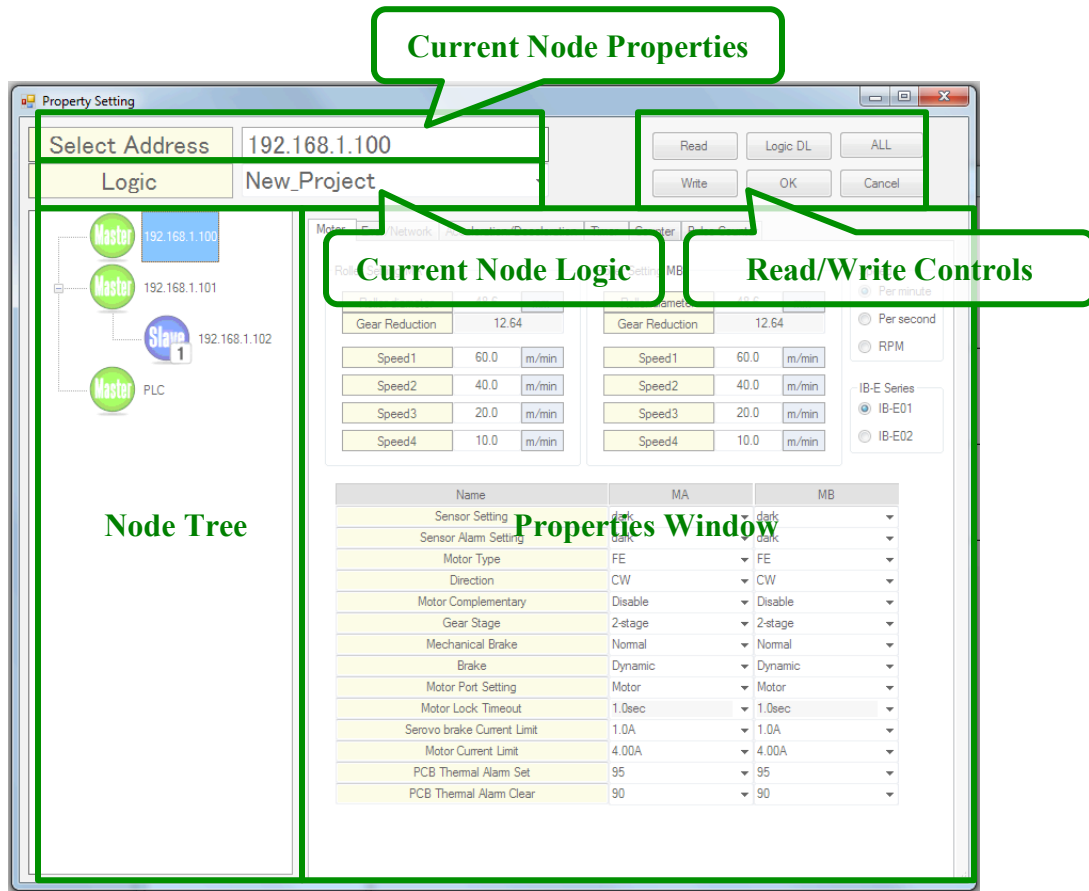 Current Node Properties
Property Setting
Select Address 192.168.1.100
Read Logic DL ALL
Logic New_Project
Write OK Cancel
Master 192.168.1.100
Master 192.168.1.101
Slave 1 192.168.1.102
Master PLC
Motor
Network
Current Node Logic
Read/Write Controls
MB
Per minute
Gear Reduction 12.64 Gear Reduction 12.64 Per second
RPM
Speed1 60.0 m/min Speed1 60.0 m/min
Speed2 40.0 m/min Speed2 40.0 m/min IB-E Series
Speed3 20.0 m/min Speed3 20.0 m/min IB-E01
Speed4 10.0 m/min Speed4 10.0 m/min IB-E02
Name MA MB
Node Tree
Properties Window
Sensor Setting dark dark
Sensor Alarm Setting dark dark
Motor Type FE FE
Direction CW CW
Motor Complementary Disable Disable
Gear Stage 2-stage 2-stage
Mechanical Brake Normal Normal
Brake Dynamic Dynamic
Motor Port Setting Motor Motor
Motor Lock Timeout 1.0sec 1.0sec
Serovo brake Current Limit 1.0A 1.0A
Motor Current Limit 4.00A 4.00A
PCB Thermal Alarm Set 95 95
PCB Thermal Alarm Clear 90 90